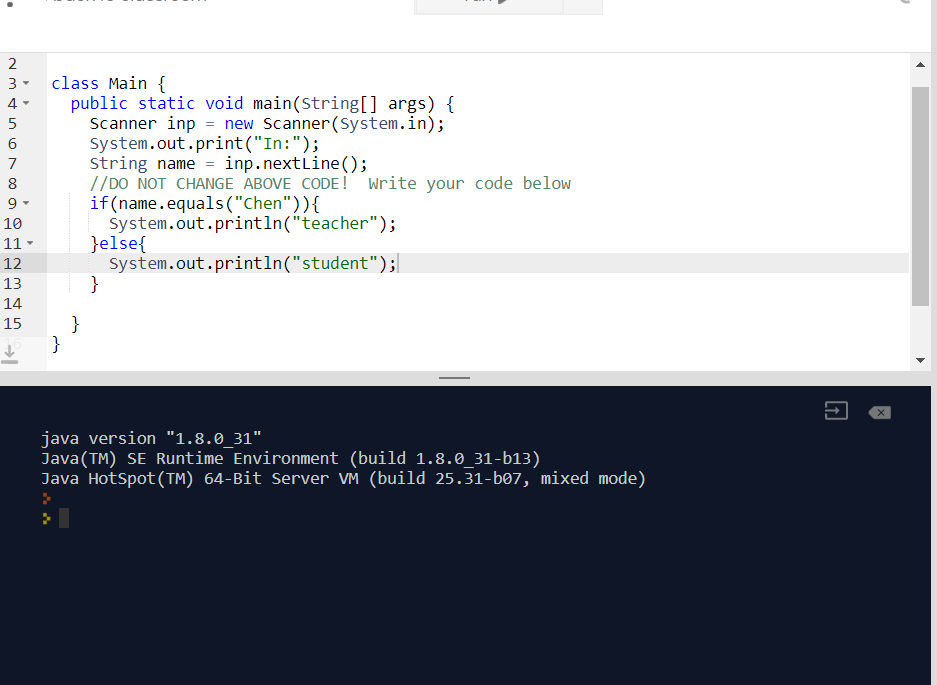 2
3 class Main {
4 public static void main(String[] args) {
5 Scanner inp = new Scanner(System.in);
6 System.out.print("In:");
7 String name = inp.nextLine();
8 //DO NOT CHANGE ABOVE CODE!  Write your code below
9 if(name.equals("Chen")){
10 System.out.println("teacher");
11 }else{
12 System.out.println("student");
13 }
14
15 }
16 }
java version "1.8.0_31"
Java(TM) SE Runtime Environment (build 1.8.0_31-b13)
Java HotSpot(TM) 64-Bit Server VM (build 25.31-b07, mixed mode)
>
>